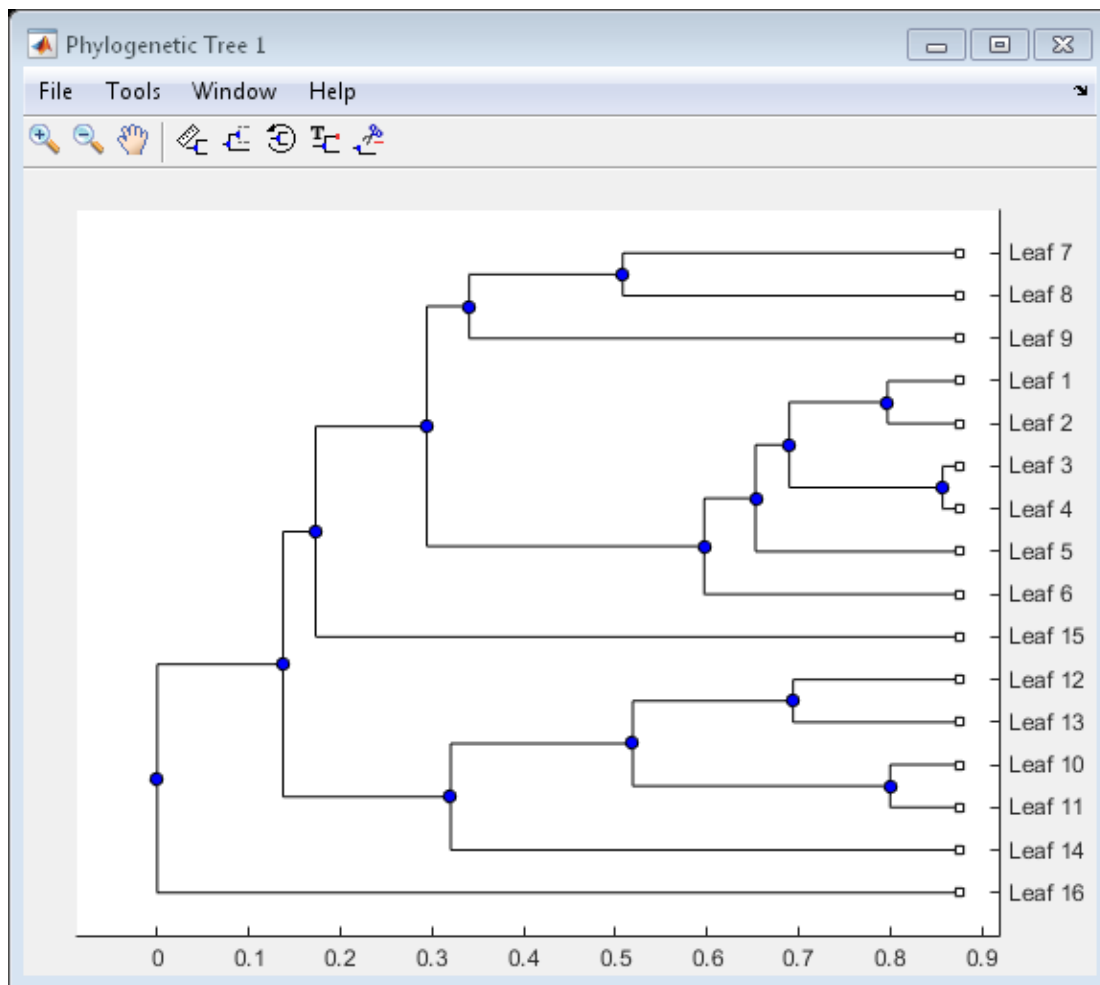 Phylogenetic Tree 1
File Tools Window Help
T
Leaf 7
Leaf 8
Leaf 9
Leaf 1
Leaf 2
Leaf 3
Leaf 4
Leaf 5
Leaf 6
Leaf 15
Leaf 12
Leaf 13
Leaf 10
Leaf 11
Leaf 14
Leaf 16
0 0.1 0.2 0.3 0.4 0.5 0.6 0.7 0.8 0.9